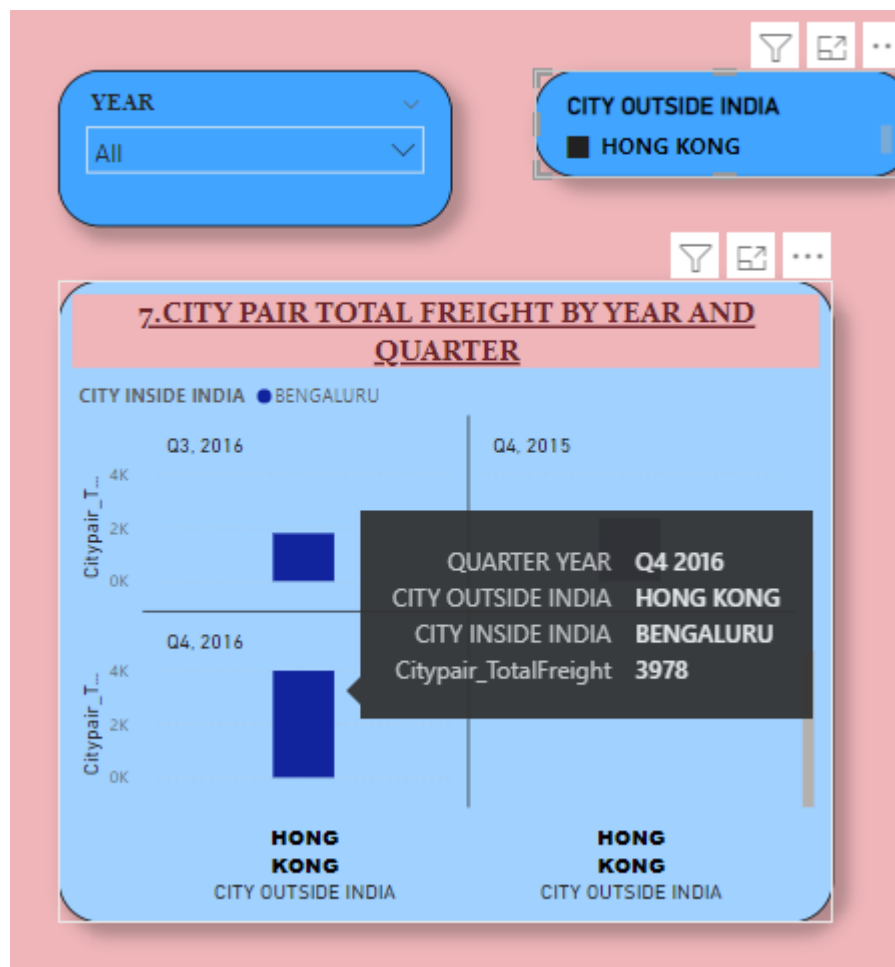 YEAR
All
CITY OUTSIDE INDIA
HONG KONG
7.CITY PAIR TOTAL FREIGHT BY YEAR AND
QUARTER
CITY INSIDE INDIA BENGALURU
Q3, 2016
Q4, 2015
Citypair_T...
4K
2K
0K
QUARTER YEAR Q4 2016
CITY OUTSIDE INDIA HONG KONG
CITY INSIDE INDIA BENGALURU
Citypair_TotalFreight 3978
Q4, 2016
Citypair_T...
4K
2K
0K
HONG
KONG
CITY OUTSIDE INDIA
HONG
KONG
CITY OUTSIDE INDIA